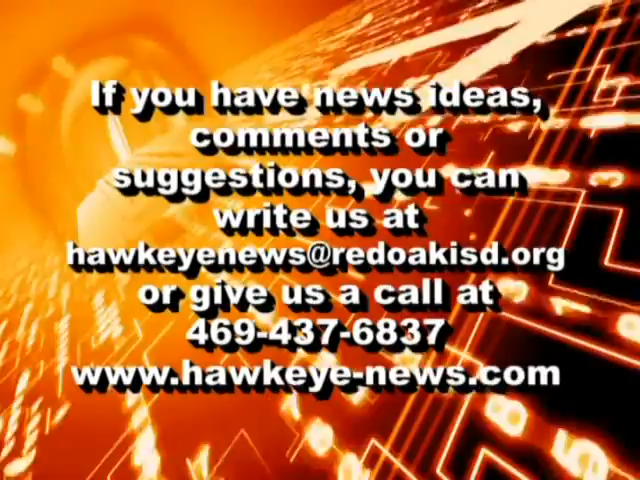 If you have news ideas,
comments or
suggestions, you can
write us at
hawkeyenews@redoakisd.org
or give us a call at
469-437-6837
www.hawkeye-news.com